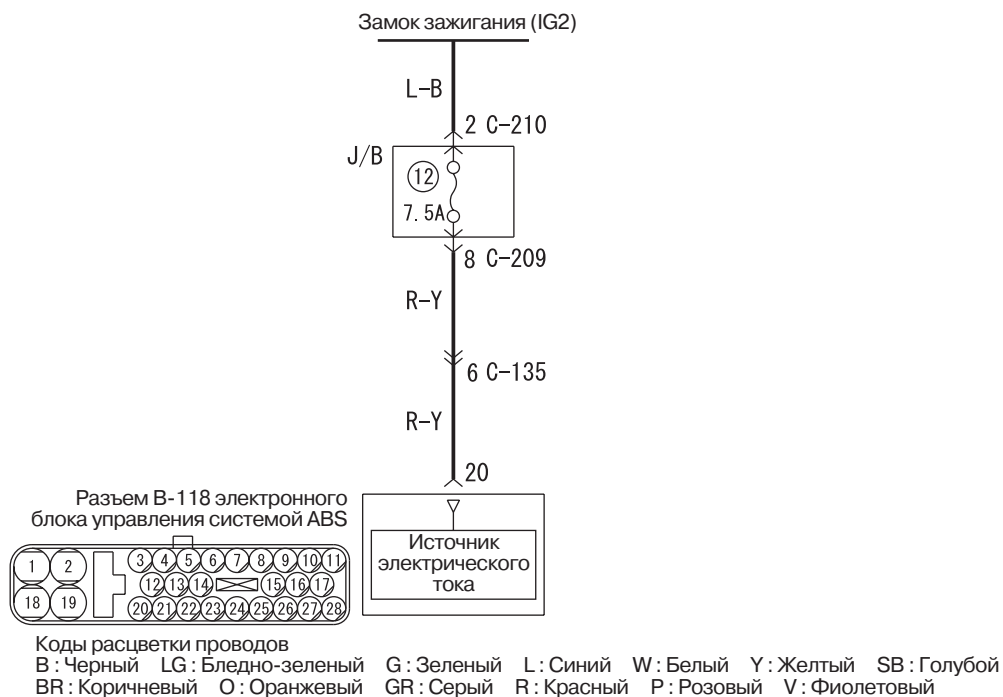 Замок зажигания (IG2)
L-B
2 C-210
J/B
12
7.5A
8 C-209
R-Y
6 C-135
R-Y
20
Разъем B-118 электронного
блока управления системой ABS
Источник
электрического
тока
1 2 3 4 5 6 7 8 9 10 11
12 13 14 15 16 17
18 19 20 21 22 23 24 25 26 27 28
Коды расцветки проводов
B : Черный LG : Бледно-зеленый G : Зеленый L : Синий W : Белый Y : Желтый SB : Голубой
BR : Коричневый O : Оранжевый GR : Серый R : Красный P : Розовый V : Фиолетовый